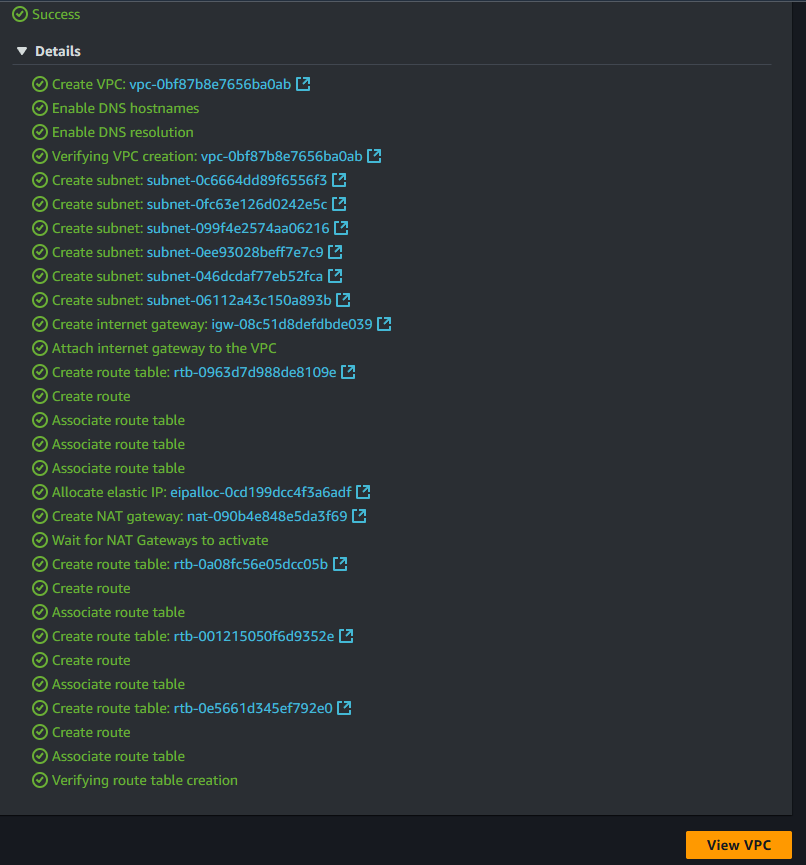 Success
Details
Create VPC: vpc-0bf87b8e7656ba0ab
Enable DNS hostnames
Enable DNS resolution
Verifying VPC creation: vpc-0bf87b8e7656ba0ab
Create subnet: subnet-0c6664dd89f6556f3
Create subnet: subnet-0fc63e126d0242e5c
Create subnet: subnet-099f4e2574aa06216
Create subnet: subnet-0ee93028beff7e7c9
Create subnet: subnet-046dcdaf77eb52fca
Create subnet: subnet-06112a43c150a893b
Create internet gateway: igw-08c51d8defdbde039
Attach internet gateway to the VPC
Create route table: rtb-0963d7d988de8109e
Create route
Associate route table
Associate route table
Associate route table
Allocate elastic IP: eipalloc-0cd199dcc4f3a6adf
Create NAT gateway: nat-090b4e848e5da3f69
Wait for NAT Gateways to activate
Create route table: rtb-0a08fc56e05dcc05b
Create route
Associate route table
Create route table: rtb-001215050f6d9352e
Create route
Associate route table
Create route table: rtb-0e5661d345ef792e0
Create route
Associate route table
Verifying route table creation
View VPC